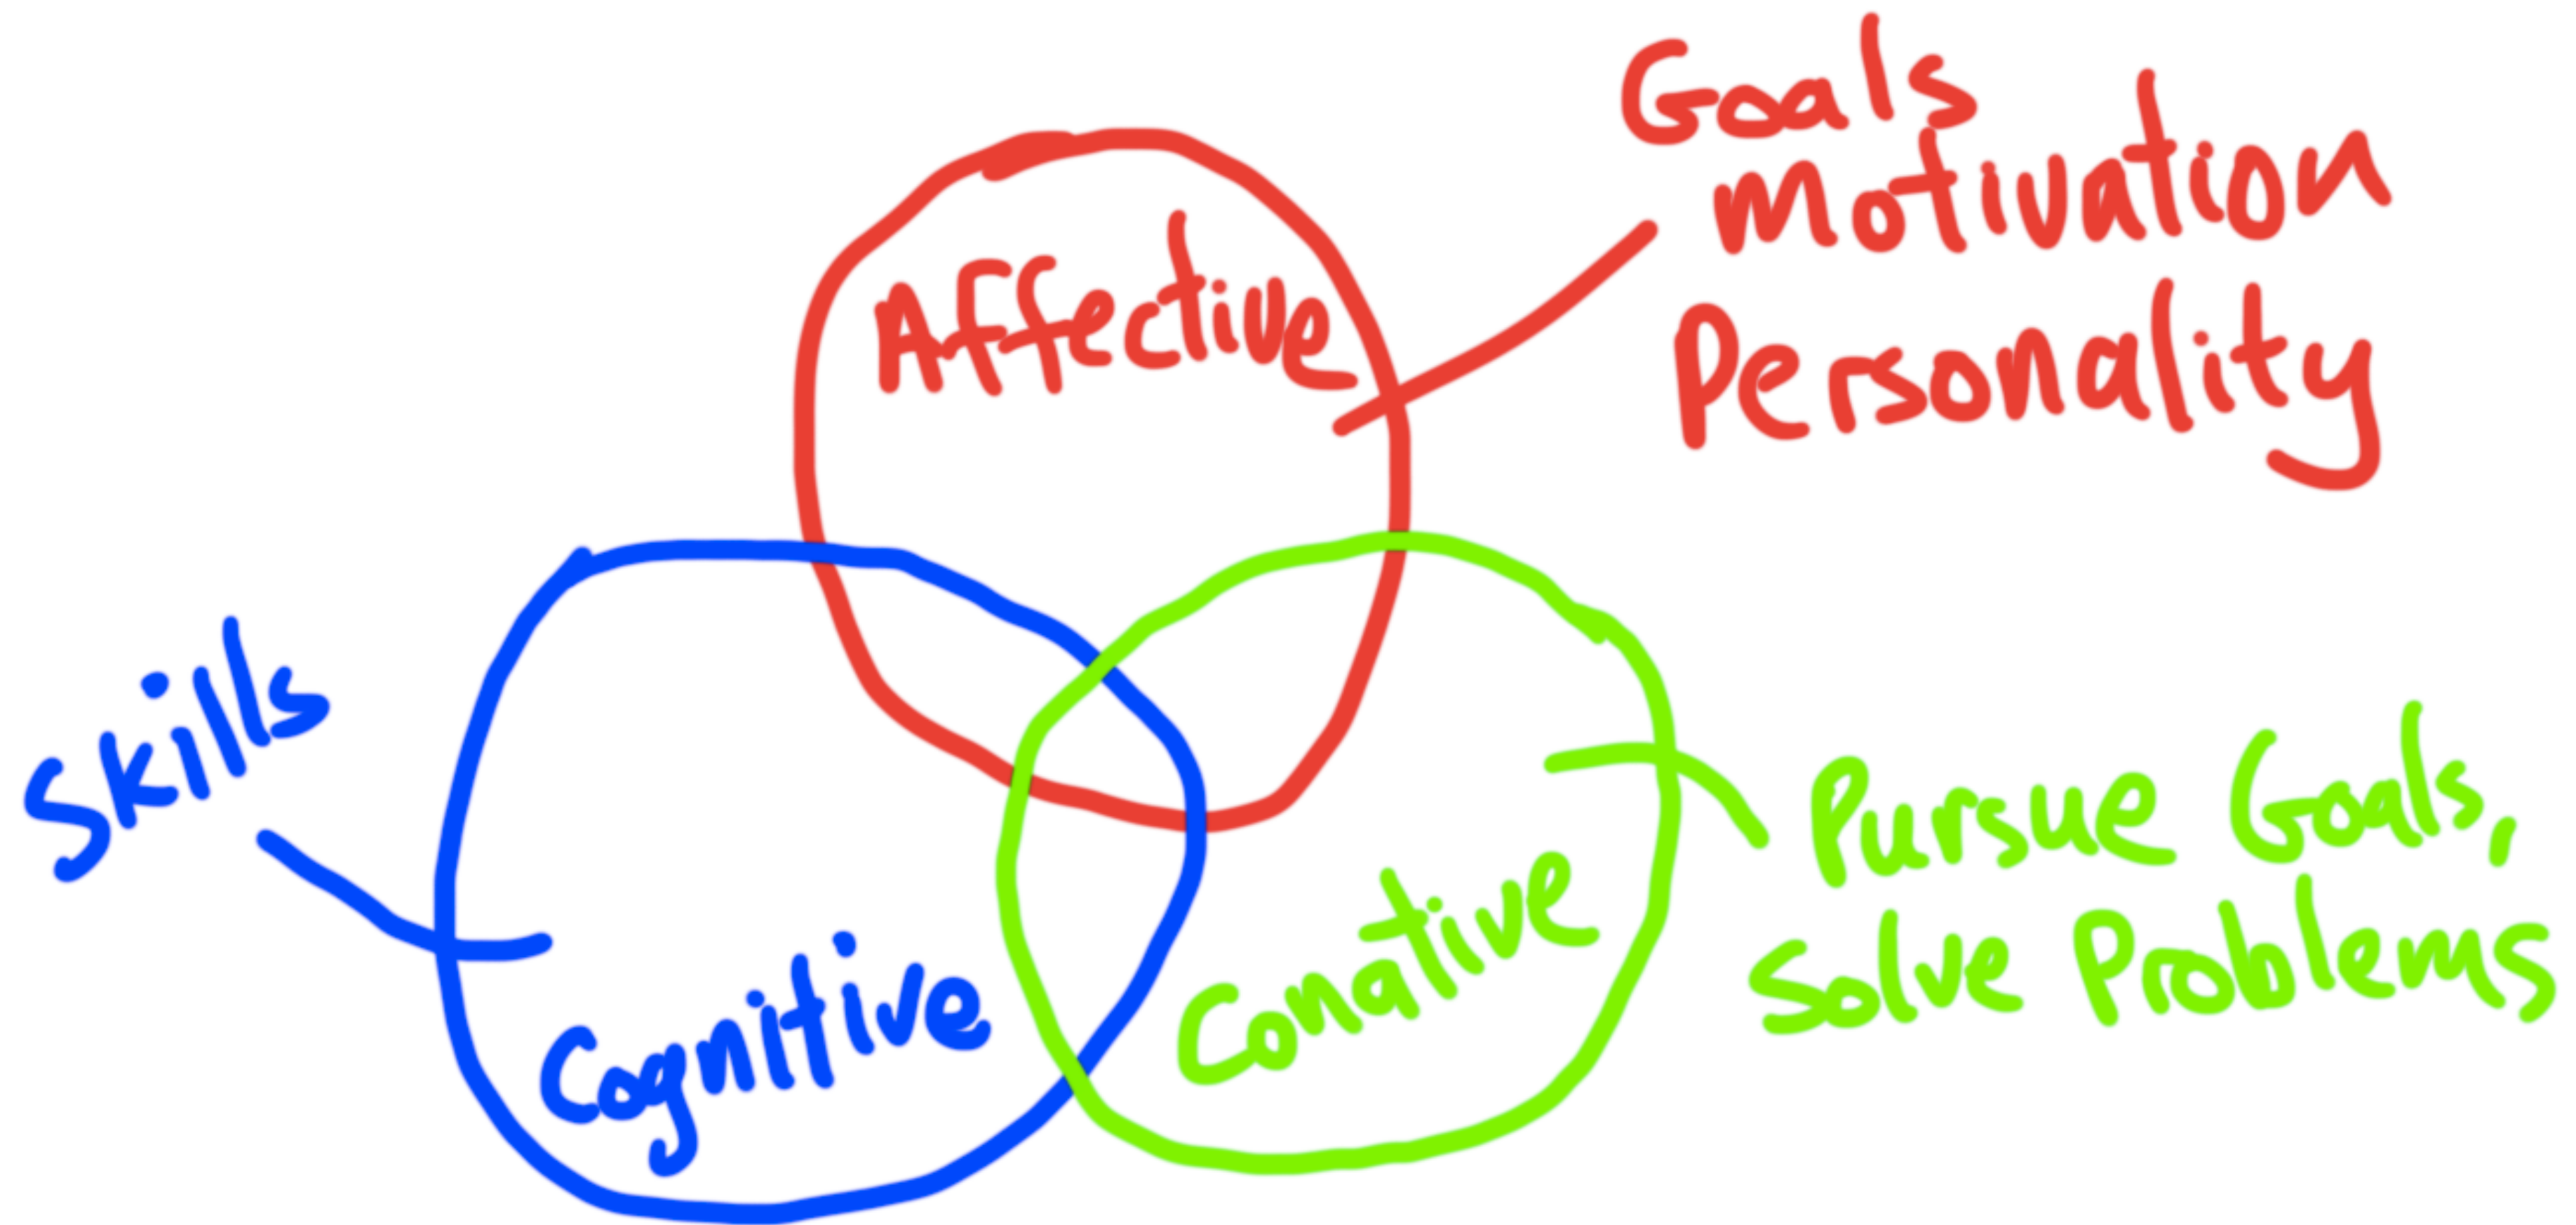 Goals
Motivation
Personality
Affective
Skills
Cognitive
Conative
Pursue Goals,
Solve Problems